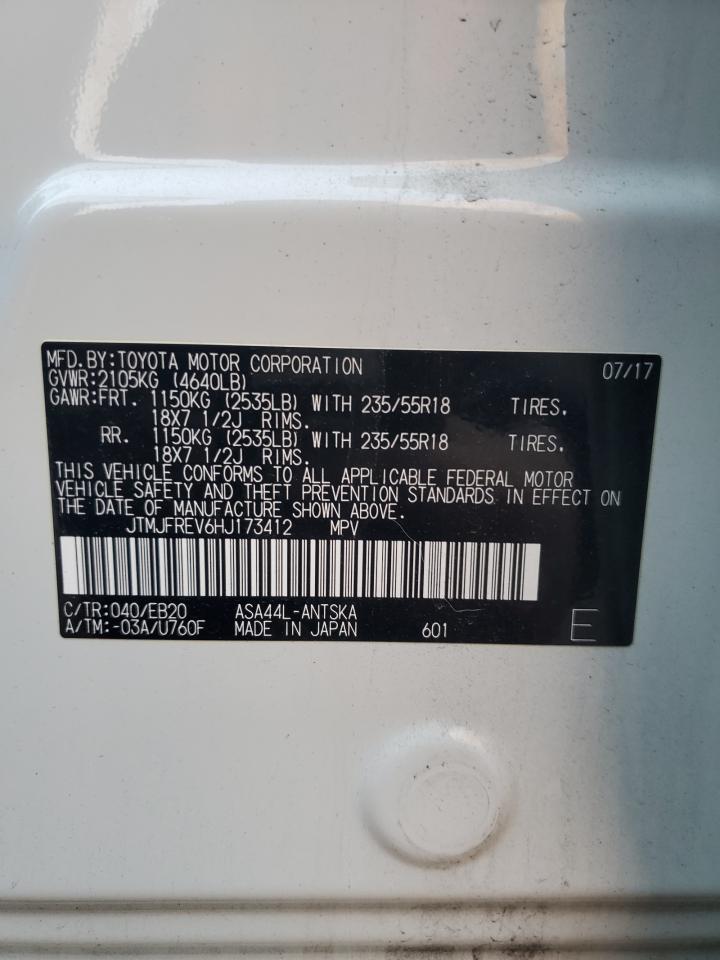 MFD.BY:TOYOTA MOTOR CORPORATION 07/17
GVWR:2105KG (4640LB)
GAWR:FRT. 1150KG (2535LB) WITH 235/55R18 TIRES.
18X7 1/2J RIMS.
RR. 1150KG (2535LB) WITH 235/55R18 TIRES.
18X7 1/2J RIMS.
THIS VEHICLE CONFORMS TO ALL APPLICABLE FEDERAL MOTOR
VEHICLE SAFETY AND THEFT PREVENTION STANDARDS IN EFFECT ON
THE DATE OF MANUFACTURE SHOWN ABOVE.
JTMJFREV6HJ173412 MPV
C/TR:040/EB20 ASA44L-ANTSKA
A/TM:-03A/U760F MADE IN JAPAN 601 E